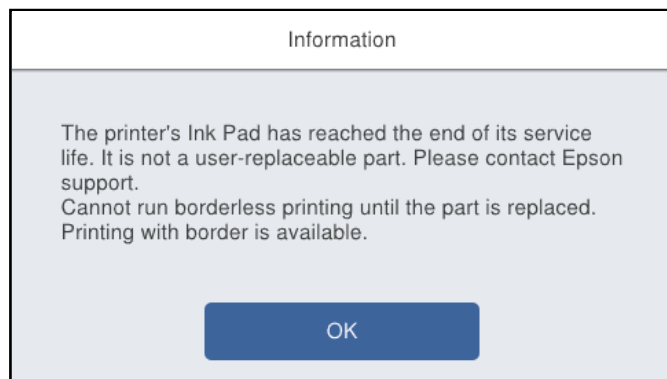 Information
The printer's Ink Pad has reached the end of its service
life. It is not a user-replaceable part. Please contact Epson
support.
Cannot run borderless printing until the part is replaced.
Printing with border is available.
OK